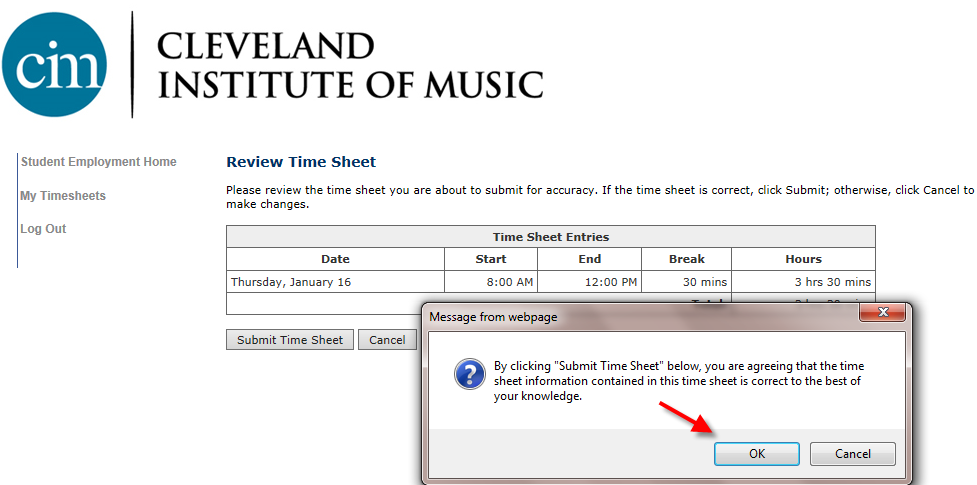 cim
CLEVELAND
INSTITUTE OF MUSIC
Student Employment Home
My Timesheets
Log Out
Review Time Sheet
Please review the time sheet you are about to submit for accuracy. If the time sheet is correct, click Submit; otherwise, click Cancel to
make changes.
Time Sheet Entries
Date Start End Break Hours
Thursday, January 16 8:00 AM 12:00 PM 30 mins 3 hrs 30 mins
Submit Time Sheet Cancel
Message from webpage
By clicking "Submit Time Sheet" below, you are agreeing that the time
sheet information contained in this time sheet is correct to the best of
your knowledge.
OK Cancel